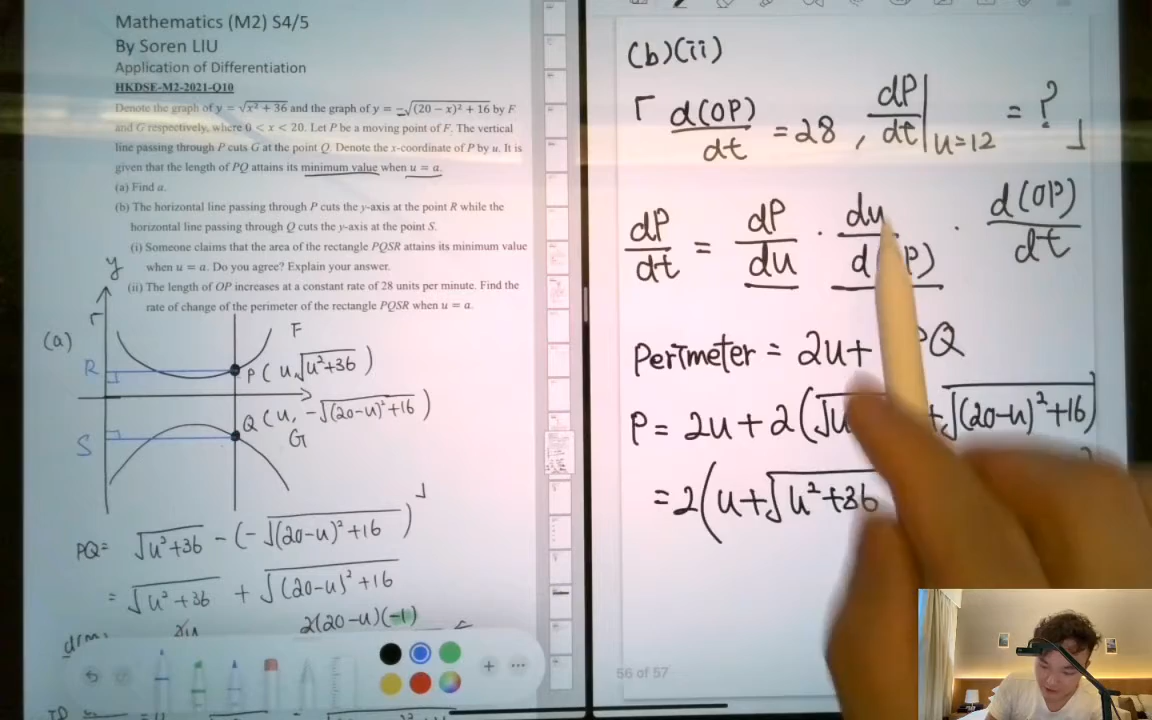 Mathematics (M2) S4/5
By Soren LIU
Application of Differentiation
HKDSE-M2-2021-Q10
Denote the graph of y = √(x² + 36) and the graph of y = −√((20 − x)² + 16) by F
and G respectively, where 0 < x < 20. Let P be a moving point of F. The vertical
line passing through P cuts G at the point Q. Denote the x-coordinate of P by u. It is
given that the length of PQ attains its minimum value when u = a.
(a) Find a.
(b) The horizontal line passing through P cuts the y-axis at the point R while the
horizontal line passing through Q cuts the y-axis at the point S.
(i) Someone claims that the area of the rectangle PQSR attains its minimum value
when u = a. Do you agree? Explain your answer.
(ii) The length of OP increases at a constant rate of 28 units per minute. Find the
rate of change of the perimeter of the rectangle PQSR when u = a.
(a)
y
F
R
P(u, √(u²+36))
Q(u, −√((20−u)²+16))
G
S
PQ = √(u²+36) − (−√((20−u)²+16))
= √(u²+36) + √((20−u)²+16)
2u
2(20−u)(−1)
(b)(ii)
「 d(OP)/dt = 28 , dP/dt |u=12 = ? 」
dP/dt = dP/du · du/d( P) · d(OP)/dt
Perimeter = 2u + PQ
P = 2u + 2(√u + √((20−u)²+16)
= 2(u + √(u²+36
56 of 57